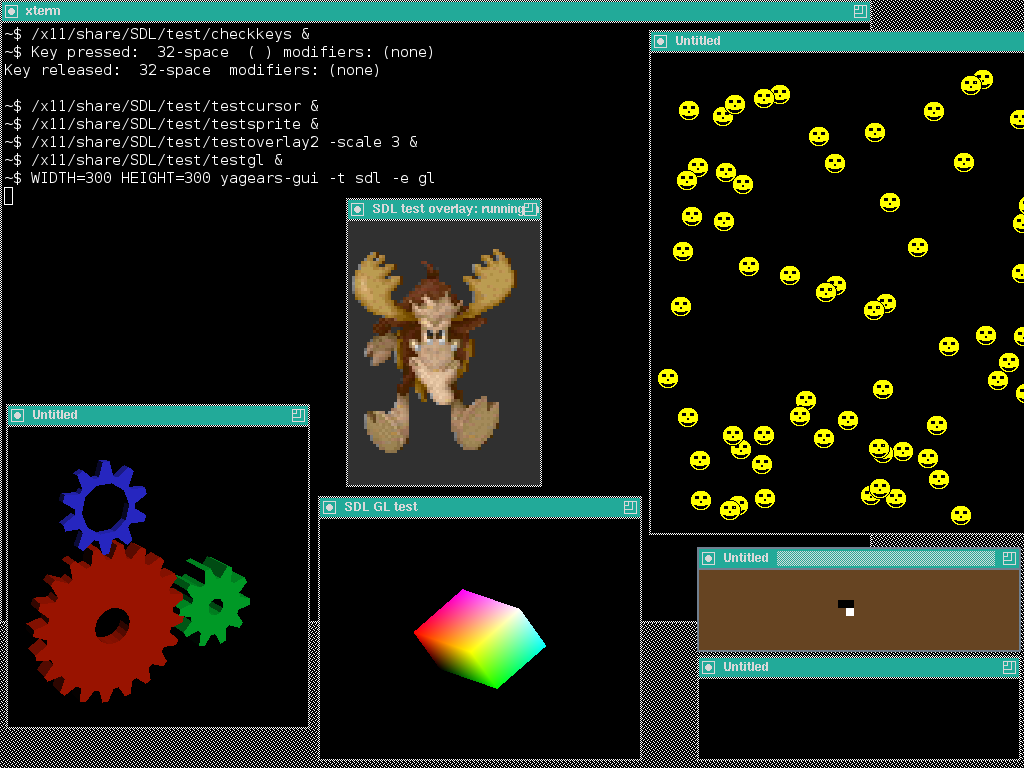 xterm
~$ /x11/share/SDL/test/checkkeys &
~$ Key pressed:  32-space  ( ) modifiers: (none)
Key released:  32-space  modifiers: (none)
~$ /x11/share/SDL/test/testcursor &
~$ /x11/share/SDL/test/testsprite &
~$ /x11/share/SDL/test/testoverlay2 -scale 3 &
~$ /x11/share/SDL/test/testgl &
~$ WIDTH=300 HEIGHT=300 yagears-gui -t sdl -e gl
Untitled
SDL test overlay: running
Untitled
SDL GL test
Untitled
Untitled